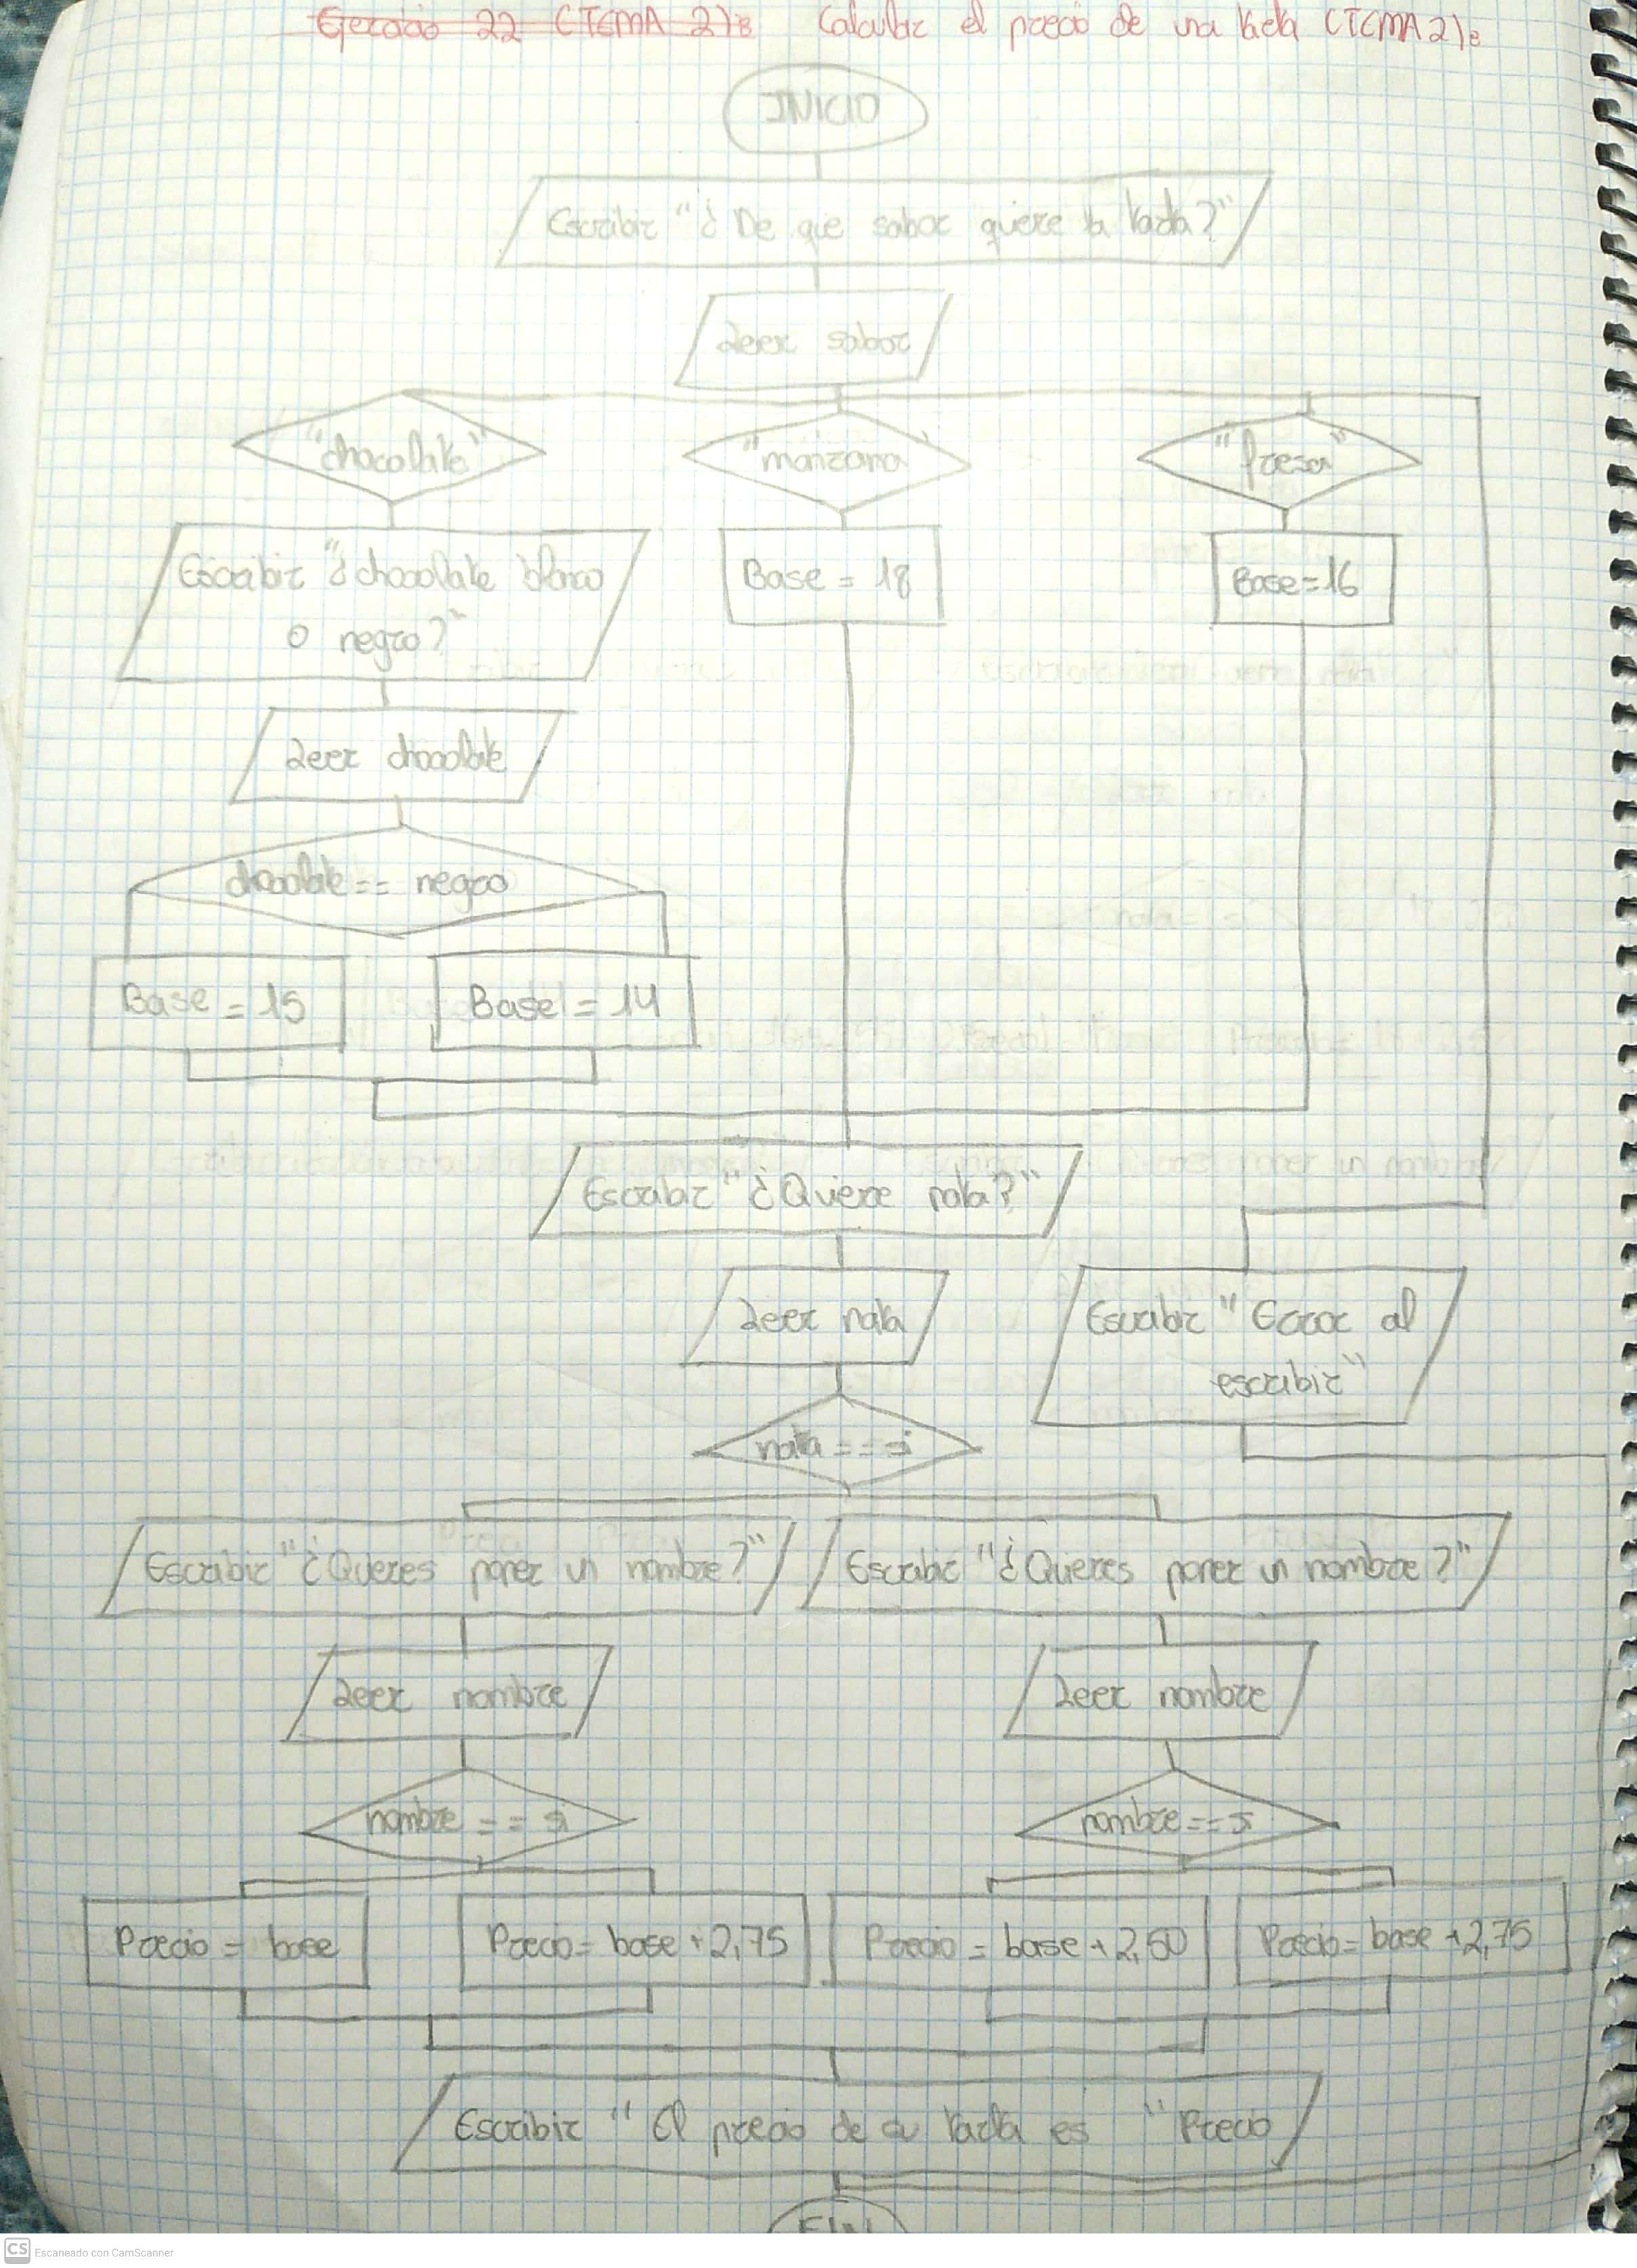 Ejercicio 22 (TEMA 2): Calcular el precio de una tarta (TEMA 2):
INICIO
Escribir "¿De que sabor quiere la tarta?"
Leer sabor
"chocolate" "manzana" "fresa"
Escribir "¿chocolate blanco
o negro?"
Base = 18
Base=16
Leer chocolate
chocolate == negro
Base = 15
Base = 14
Escribir "¿Quiere nata?"
Leer nata
Escribir "Error al
escribir"
nata == si
Escribir "¿Quieres poner un nombre?"
Escribir "¿Quieres poner un nombre?"
Leer nombre
Leer nombre
nombre == si
nombre == si
Precio = base
Precio = base + 2,75
Precio = base + 2,50
Precio = base + 2,75
Escribir "El precio de su tarta es " Precio
FIN
CS Escaneado con CamScanner